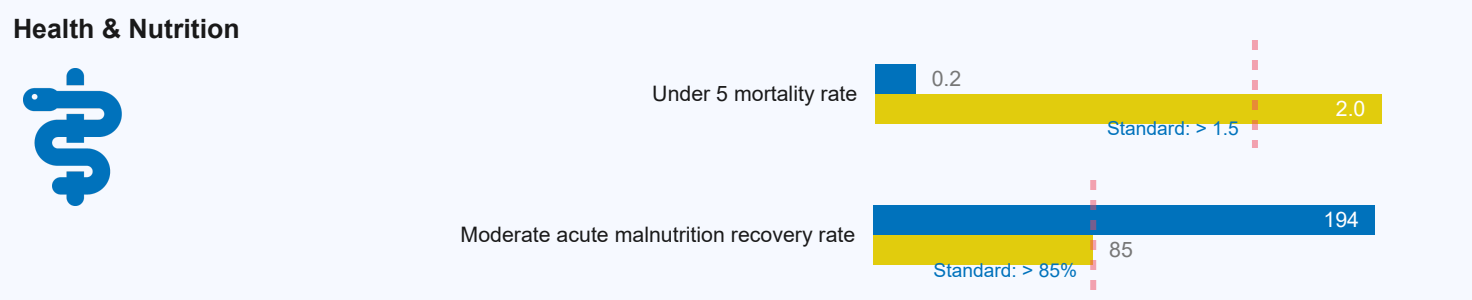 Health & Nutrition
Under 5 mortality rate
0.2
2.0
Standard: > 1.5
Moderate acute malnutrition recovery rate
194
85
Standard: > 85%